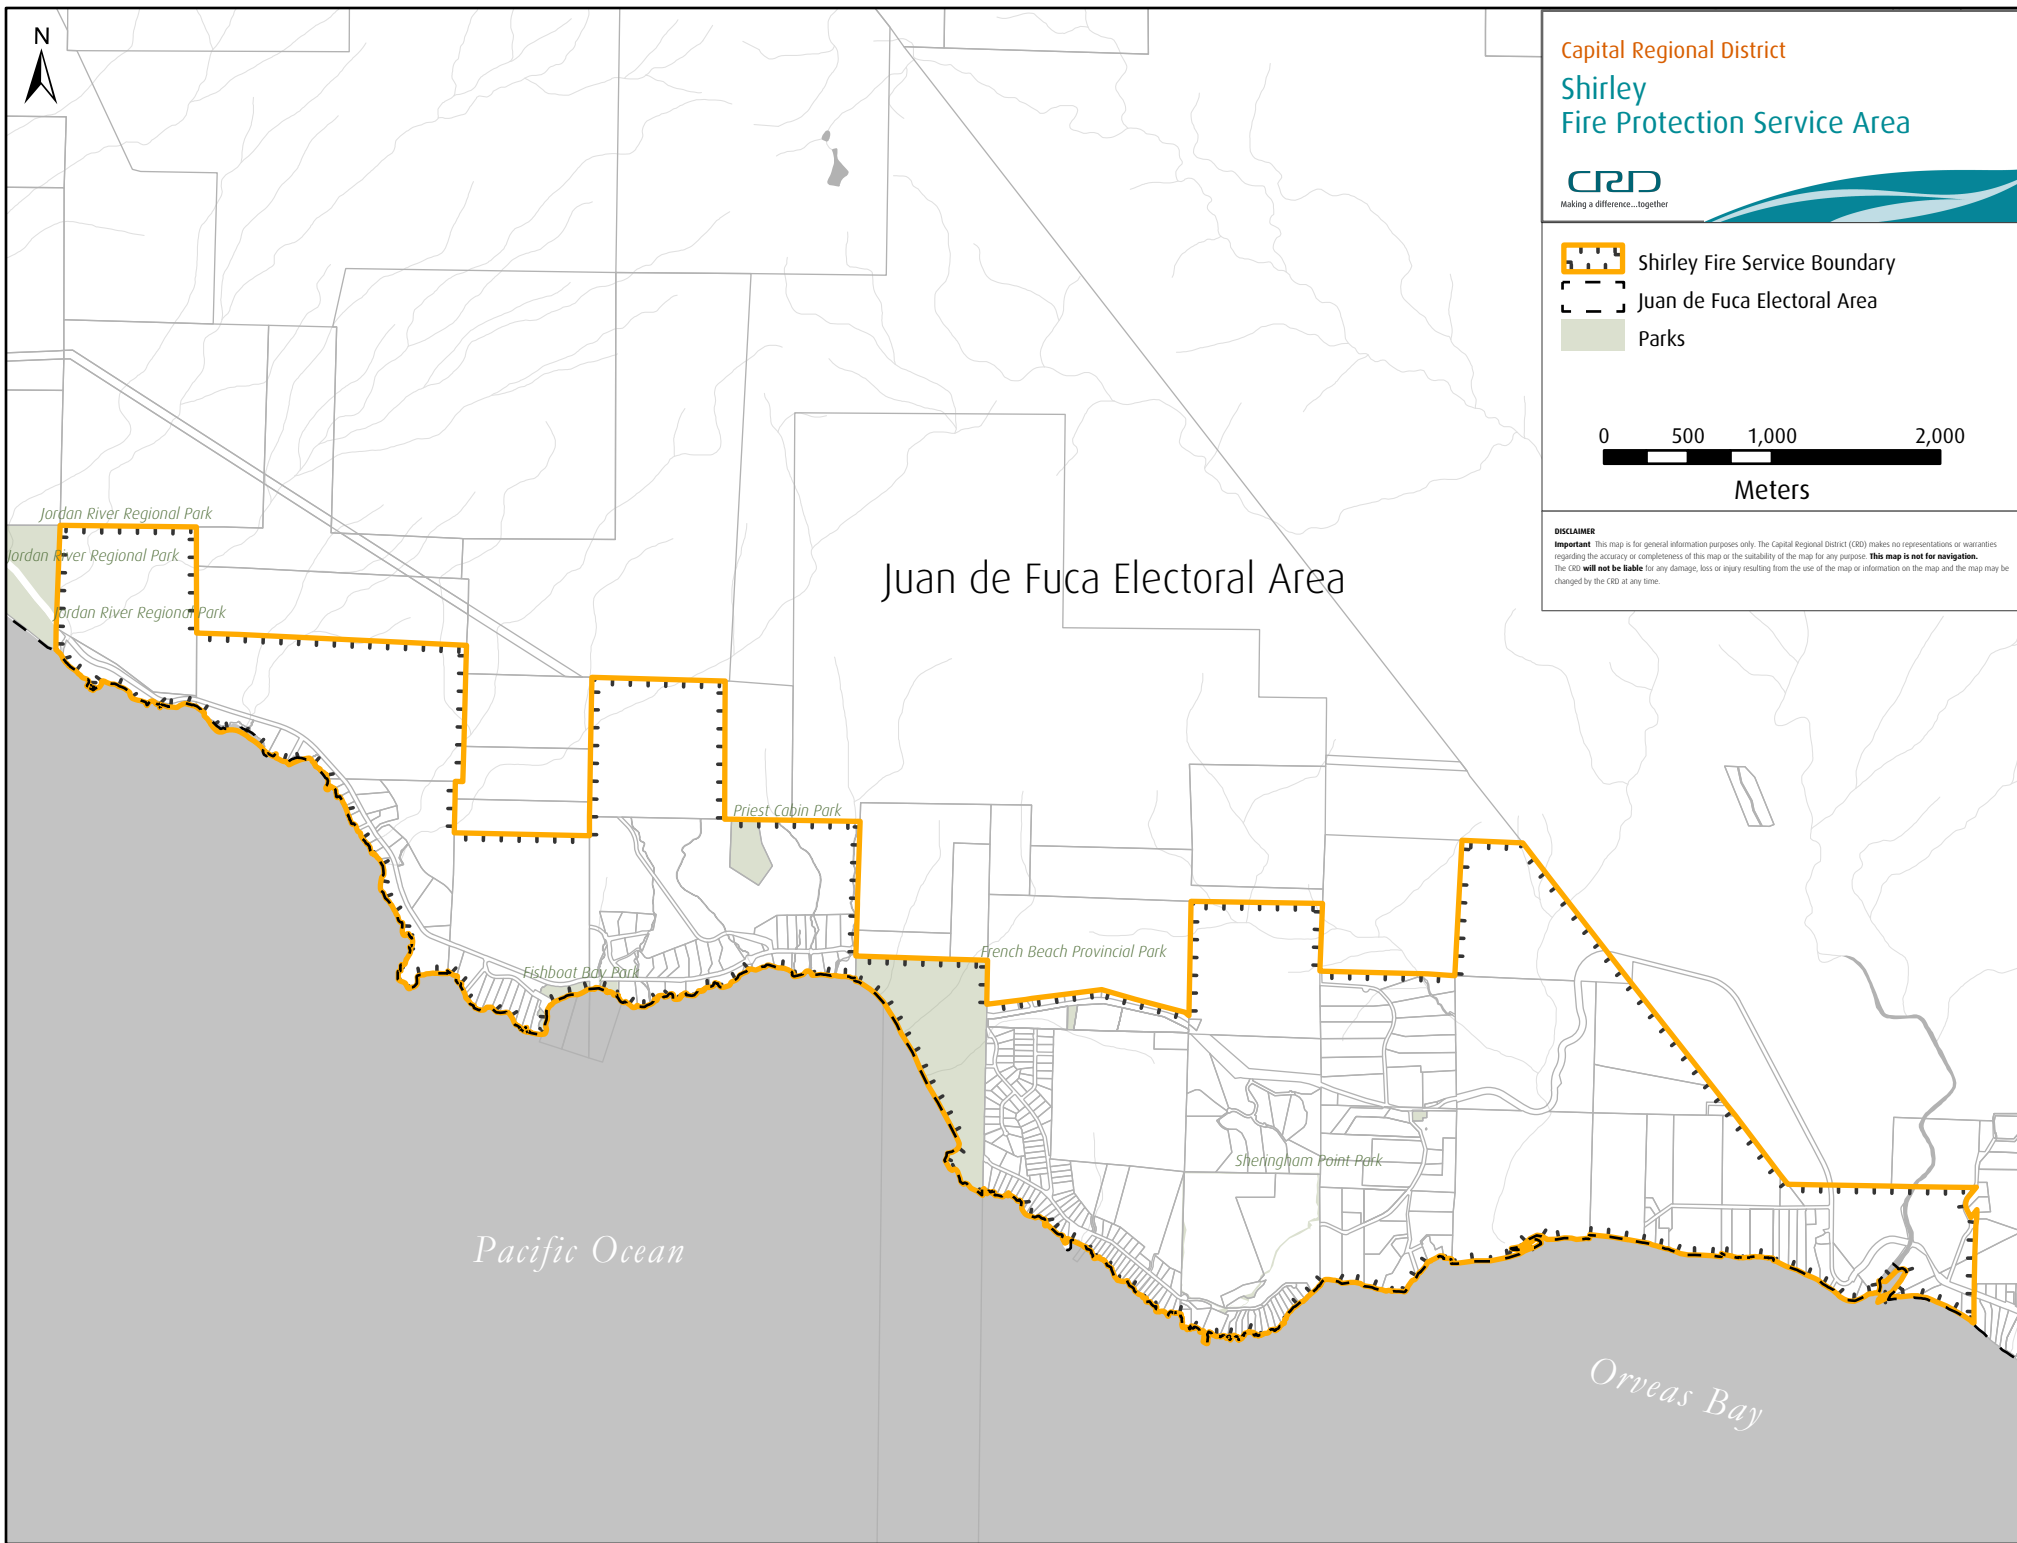 N
Capital Regional District
Shirley
Fire Protection Service Area
CRD
Making a difference...together
Shirley Fire Service Boundary
Juan de Fuca Electoral Area
Parks
0 500 1,000 2,000
Meters
DISCLAIMER
Important This map is for general information purposes only. The Capital Regional District (CRD) makes no representations or warranties
regarding the accuracy or completeness of this map or the suitability of the map for any purpose. This map is not for navigation.
The CRD will not be liable for any damage, loss or injury resulting from the use of the map or information on the map and the map may be
changed by the CRD at any time.
Jordan River Regional Park
Jordan River Regional Park
Jordan River Regional Park
Juan de Fuca Electoral Area
Priest Cabin Park
French Beach Provincial Park
Fishboat Bay Park
Sheringham Point Park
Pacific Ocean
Orveas Bay